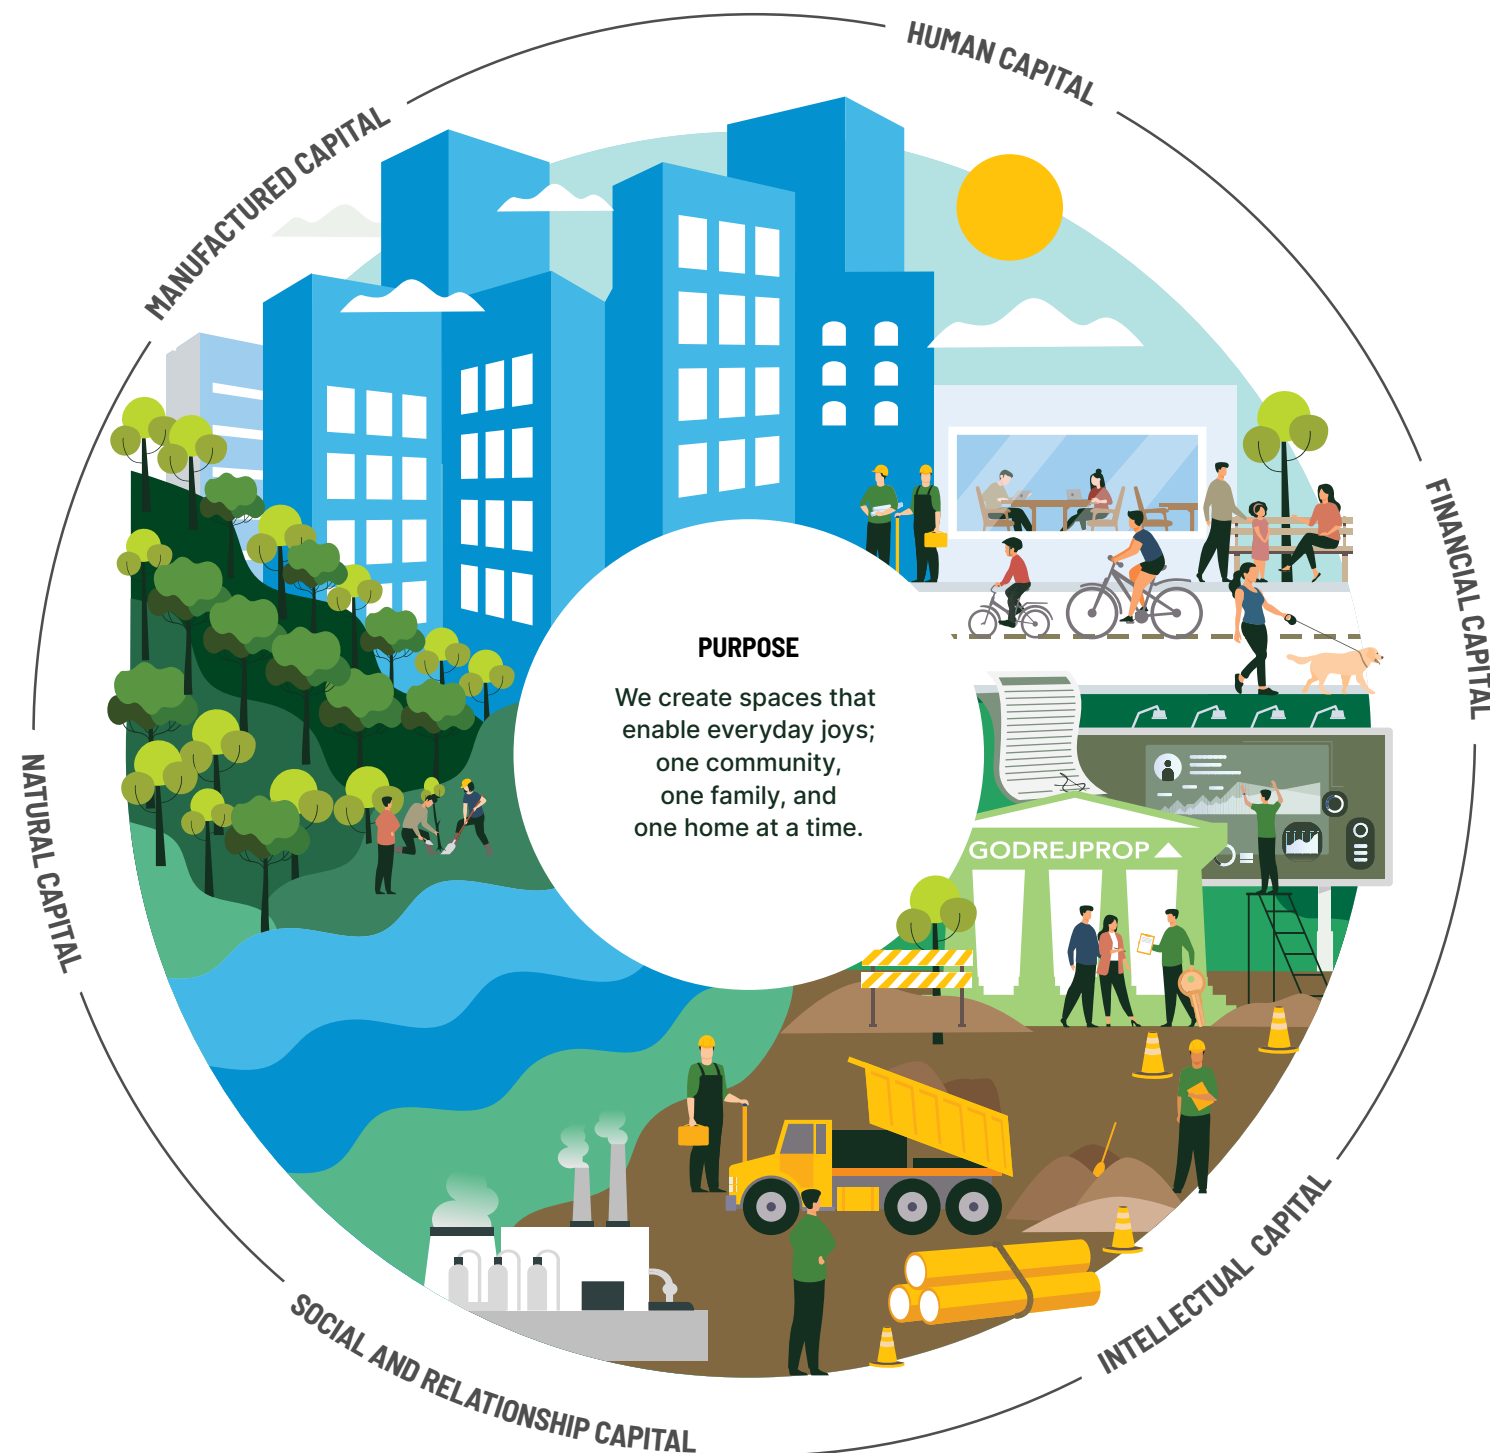 HUMAN CAPITAL
MANUFACTURED CAPITAL
FINANCIAL CAPITAL
PURPOSE
We create spaces that
enable everyday joys;
one community,
one family, and
one home at a time.
GODREJPROP
NATURAL CAPITAL
INTELLECTUAL CAPITAL
SOCIAL AND RELATIONSHIP CAPITAL